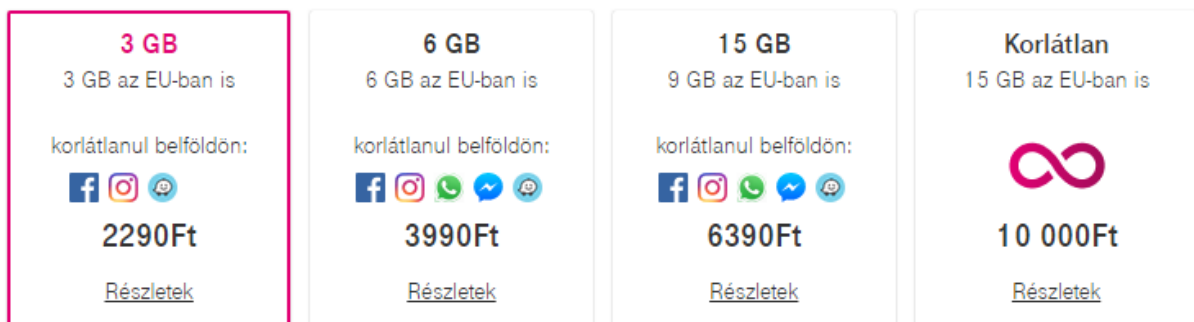 3 GB
3 GB az EU-ban is
korlátlanul belföldön:
2290Ft
Részletek
6 GB
6 GB az EU-ban is
korlátlanul belföldön:
3990Ft
Részletek
15 GB
9 GB az EU-ban is
korlátlanul belföldön:
6390Ft
Részletek
Korlátlan
15 GB az EU-ban is
10 000Ft
Részletek